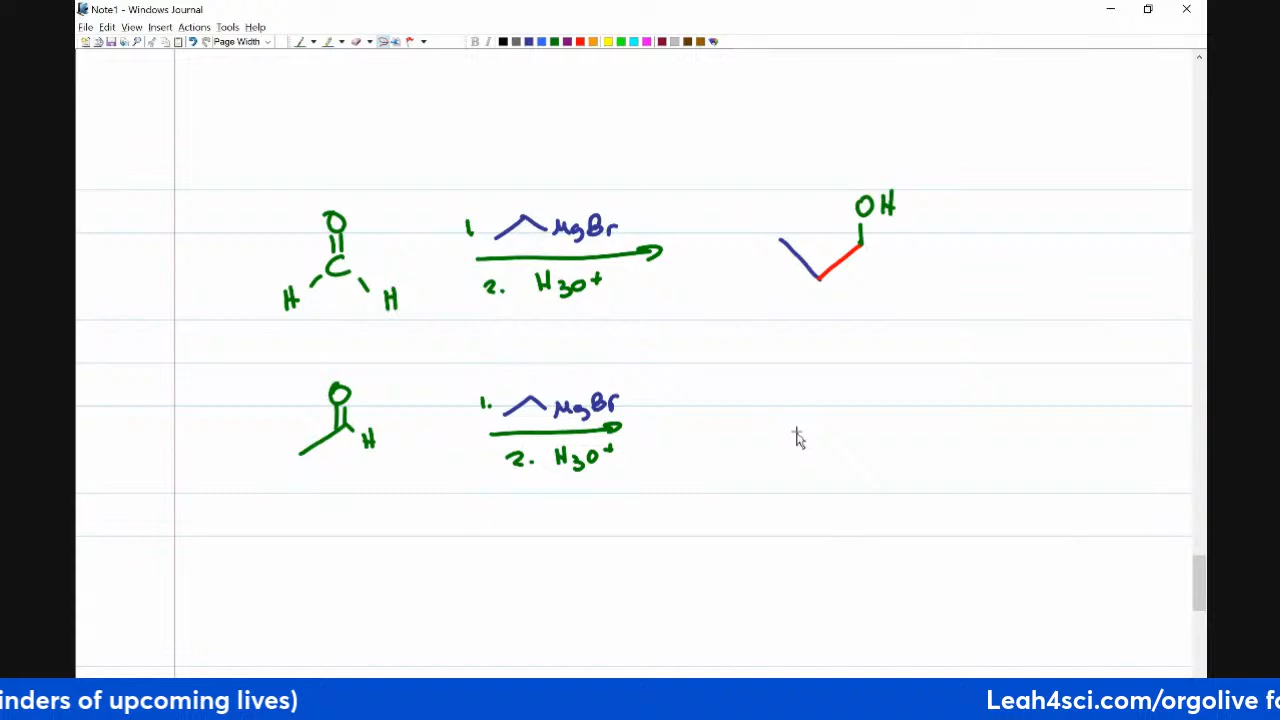 Note1 - Windows Journal
File Edit View Insert Actions Tools Help
Page Width
B I
O
C
H H
1. MgBr
2. H3O+
OH
O
H
1. MgBr
2. H3O+
inders of upcoming lives)
Leah4sci.com/orgolive fo